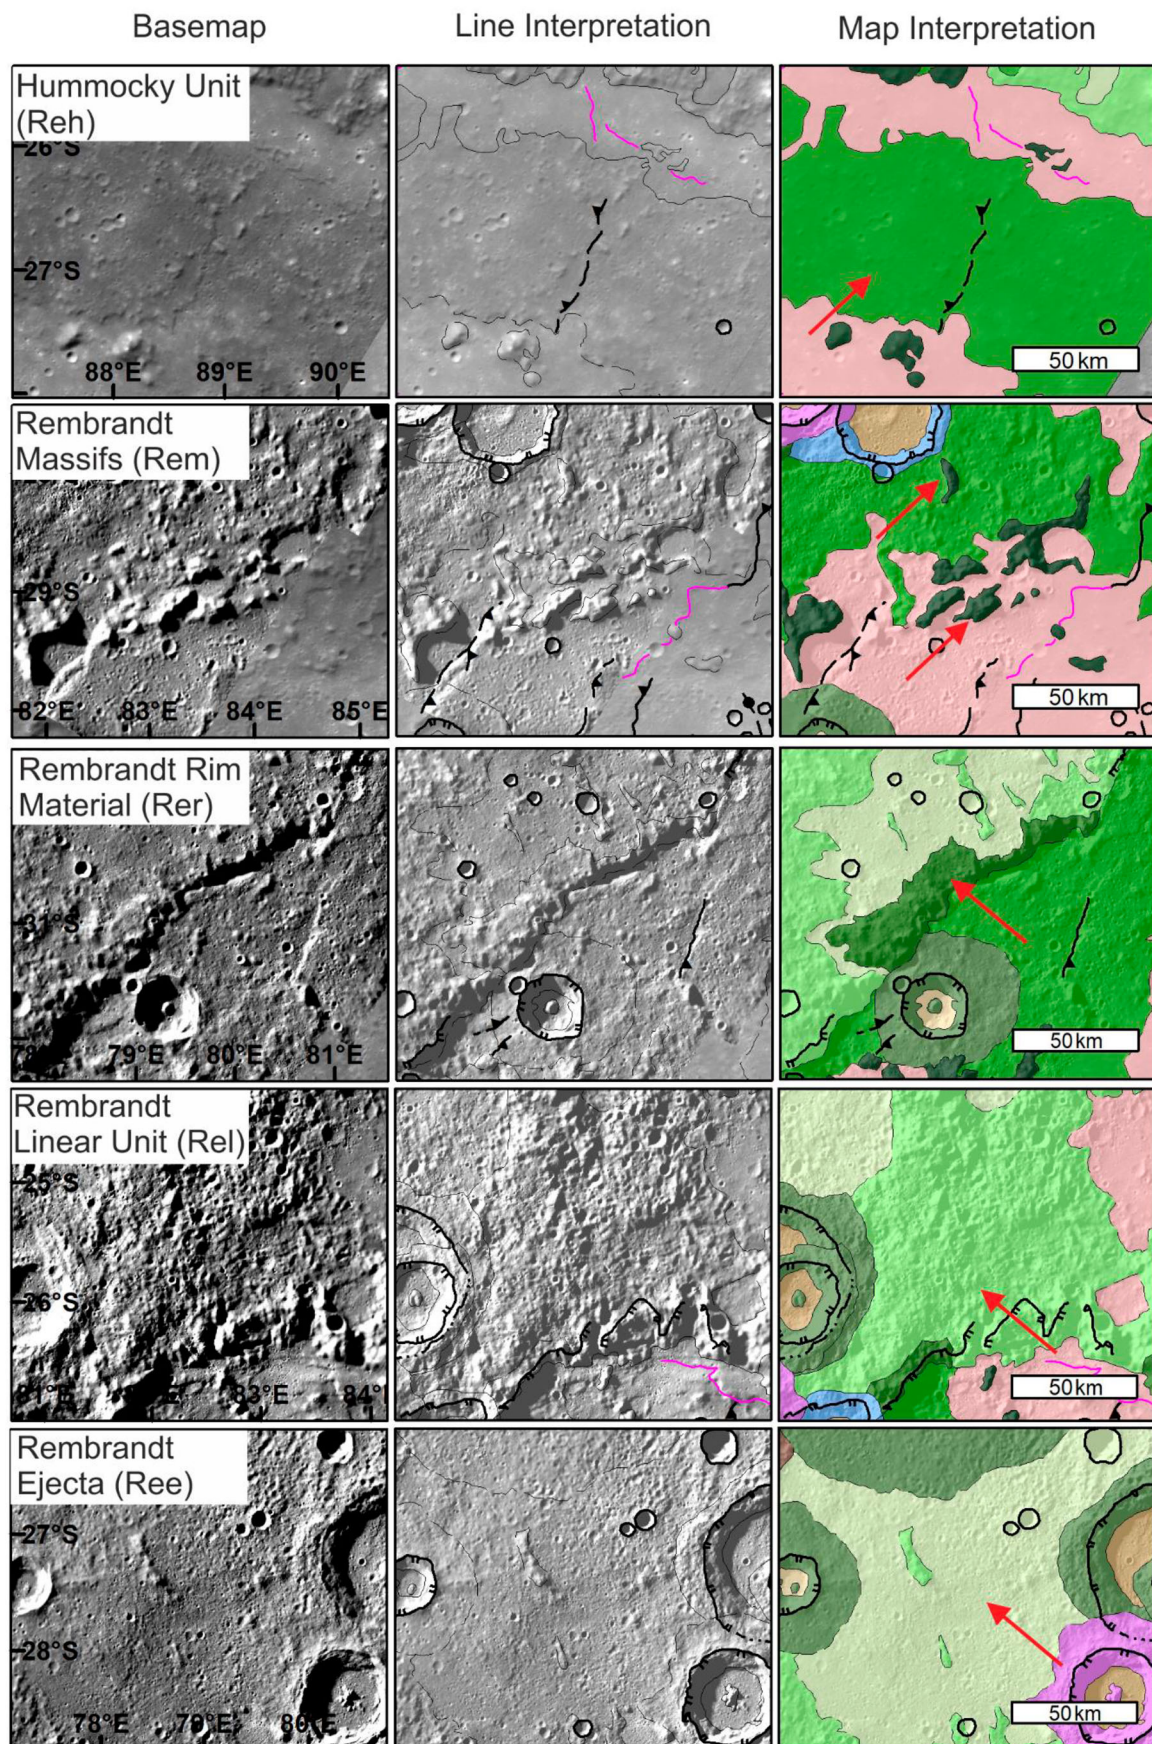 Basemap
Line Interpretation
Map Interpretation
Hummocky Unit
(Reh)
26°S
27°S
88°E 89°E 90°E
50 km
Rembrandt
Massifs (Rem)
29°S
82°E 83°E 84°E 85°E
50 km
Rembrandt Rim
Material (Rer)
31°S
78° 79°E 80°E 81°E
50 km
Rembrandt
Linear Unit (Rel)
25°S
26°S
81°E 83°E 84°
50 km
Rembrandt
Ejecta (Ree)
27°S
28°S
78°E 79°E 80°E
50 km